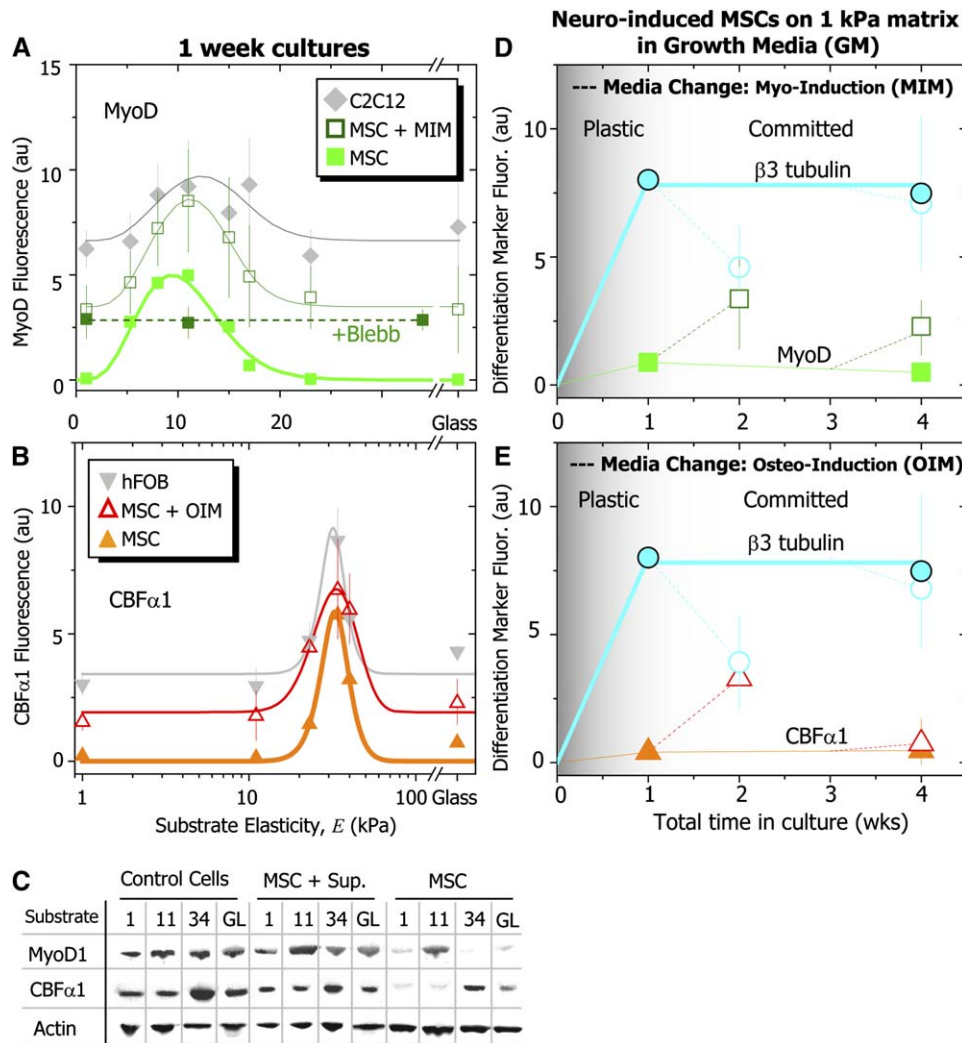 A
1 week cultures
15
MyoD
C2C12
MSC + MIM
MSC
10
5
+Blebb
0
MyoD Fluorescence (au)
0
10
20
Glass
B
hFOB
MSC + OIM
MSC
10
CBFα1
5
0
CBFα1 Fluorescence (au)
1
10
100
Glass
Substrate Elasticity, E (kPa)
Neuro-induced MSCs on 1 kPa matrix
in Growth Media (GM)
D
--- Media Change: Myo-Induction (MIM)
10
Plastic
Committed
β3 tubulin
5
MyoD
0
Differentiation Marker Fluor. (au)
0
1
2
3
4
E
--- Media Change: Osteo-Induction (OIM)
10
Plastic
Committed
β3 tubulin
5
CBFα1
0
Differentiation Marker Fluor. (au)
0
1
2
3
4
Total time in culture (wks)
C
Control Cells MSC + Sup. MSC
Substrate 1 11 34 GL 1 11 34 GL 1 11 34 GL
MyoD1
CBFα1
Actin